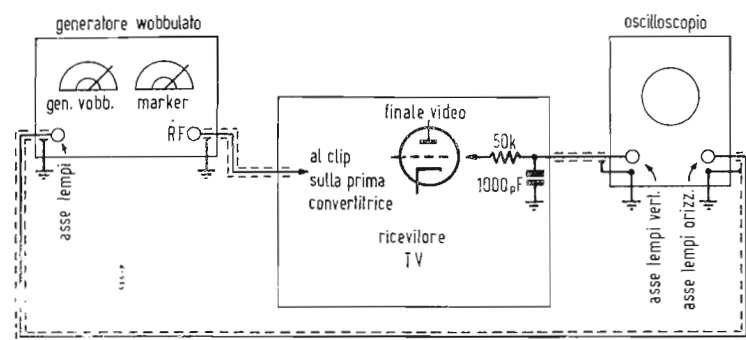 generatore wobbulato
gen. vobb.
marker
RF
asse tempi
al clip
sulla prima
convertitrice
finale video
50k
1000pF
ricevitore
TV
oscilloscopio
asse tempi vert.
asse tempi orizz.